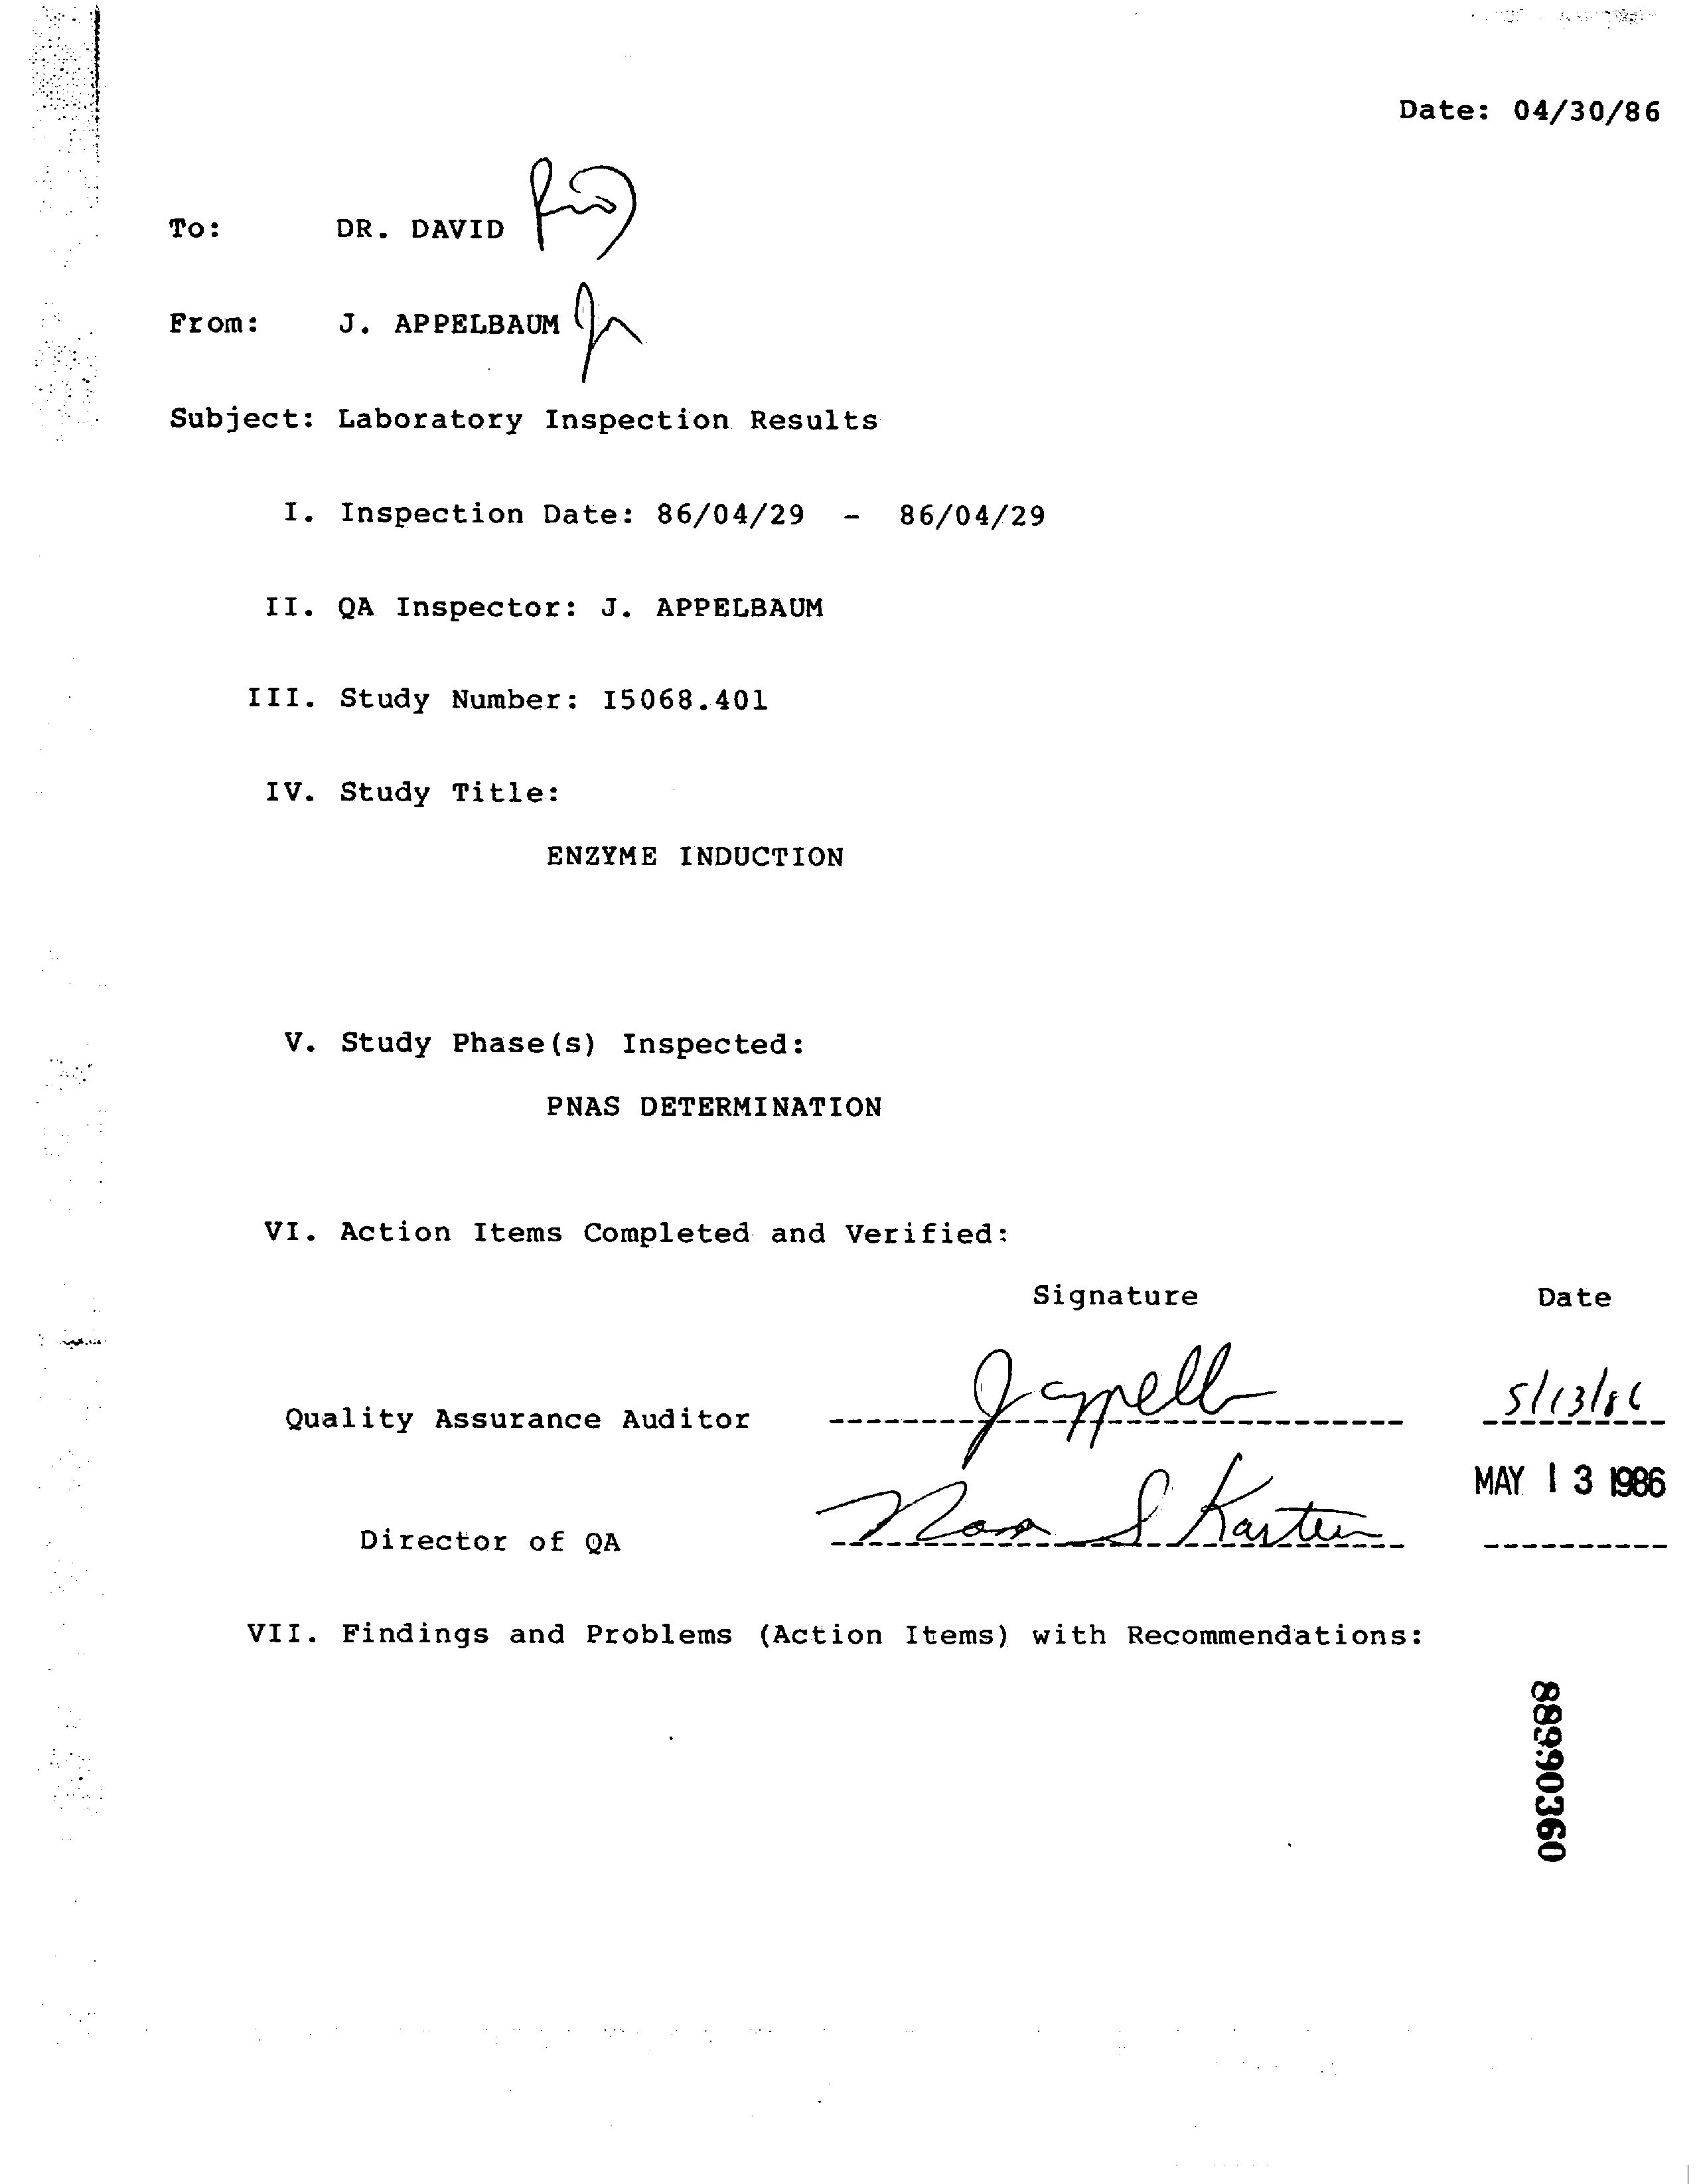 Date: 04/30/86
To: DR. DAVID
From: J. APPELBAUM
Subject: Laboratory Inspection Results
I. Inspection Date: 86/04/29 - 86/04/29
II. QA Inspector: J. APPELBAUM
III. Study Number: I5068.401
IV. Study Title:
ENZYME INDUCTION
V. Study Phase(s) Inspected:
PNAS DETERMINATION
VI. Action Items Completed and Verified:
Signature Date
Quality Assurance Auditor 5/13/86
MAY 13 1986
Director of QA S Karten
VII. Findings and Problems (Action Items) with Recommendations:
88990360